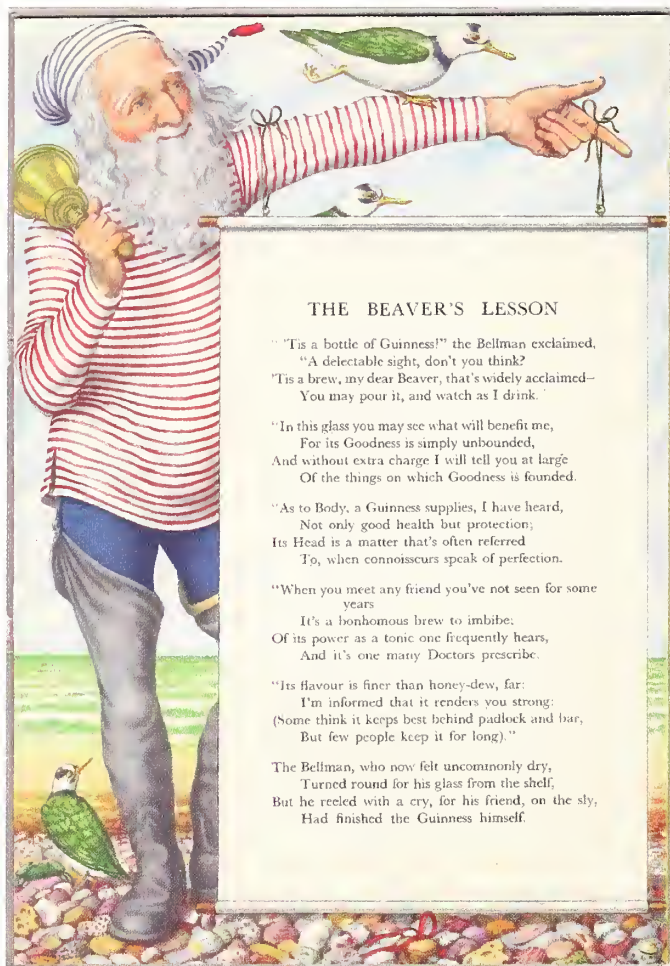 THE BEAVER'S LESSON
" 'Tis a bottle of Guinness!" the Bellman exclaimed,
"A delectable sight, don't you think?
'Tis a brew, my dear Beaver, that's widely acclaimed—
You may pour it, and watch as I drink.
"In this glass you may see what will benefit me,
For its Goodness is simply unbounded,
And without extra charge I will tell you at large
Of the things on which Goodness is founded.
"As to Body, a Guinness supplies, I have heard,
Not only good health but protection;
Its Head is a matter that's often referred
To, when connoisseurs speak of perfection.
"When you meet any friend you've not seen for some
years
It's a bonhomous brew to imbibe;
Of its power as a tonic one frequently hears,
And it's one many Doctors prescribe.
"Its flavour is finer than honey-dew, far:
I'm informed that it renders you strong:
(Some think it keeps best behind padlock and bar,
But few people keep it for long)."
The Bellman, who now felt uncommonly dry,
Turned round for his glass from the shelf,
But he reeled with a cry, for his friend, on the sly,
Had finished the Guinness himself.